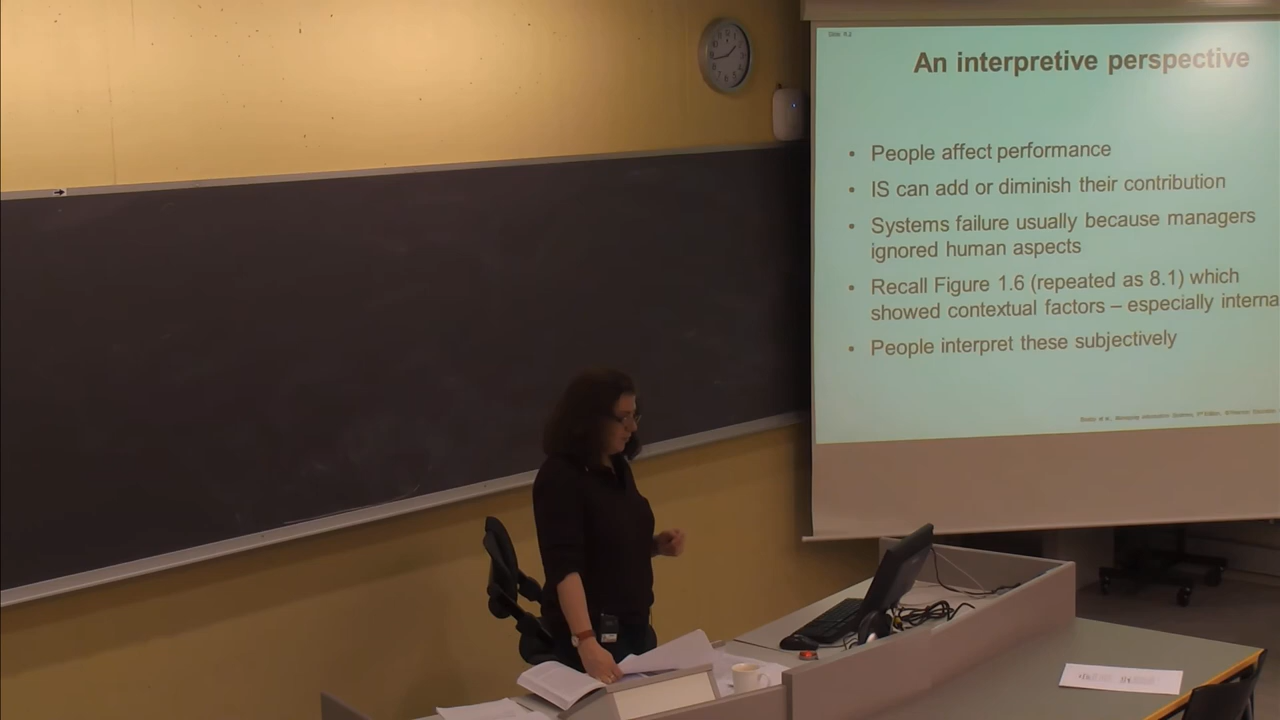 An interpretive perspective
• People affect performance
• IS can add or diminish their contribution
• Systems failure usually because managers
ignored human aspects
• Recall Figure 1.6 (repeated as 8.1) which
showed contextual factors – especially interna
• People interpret these subjectively